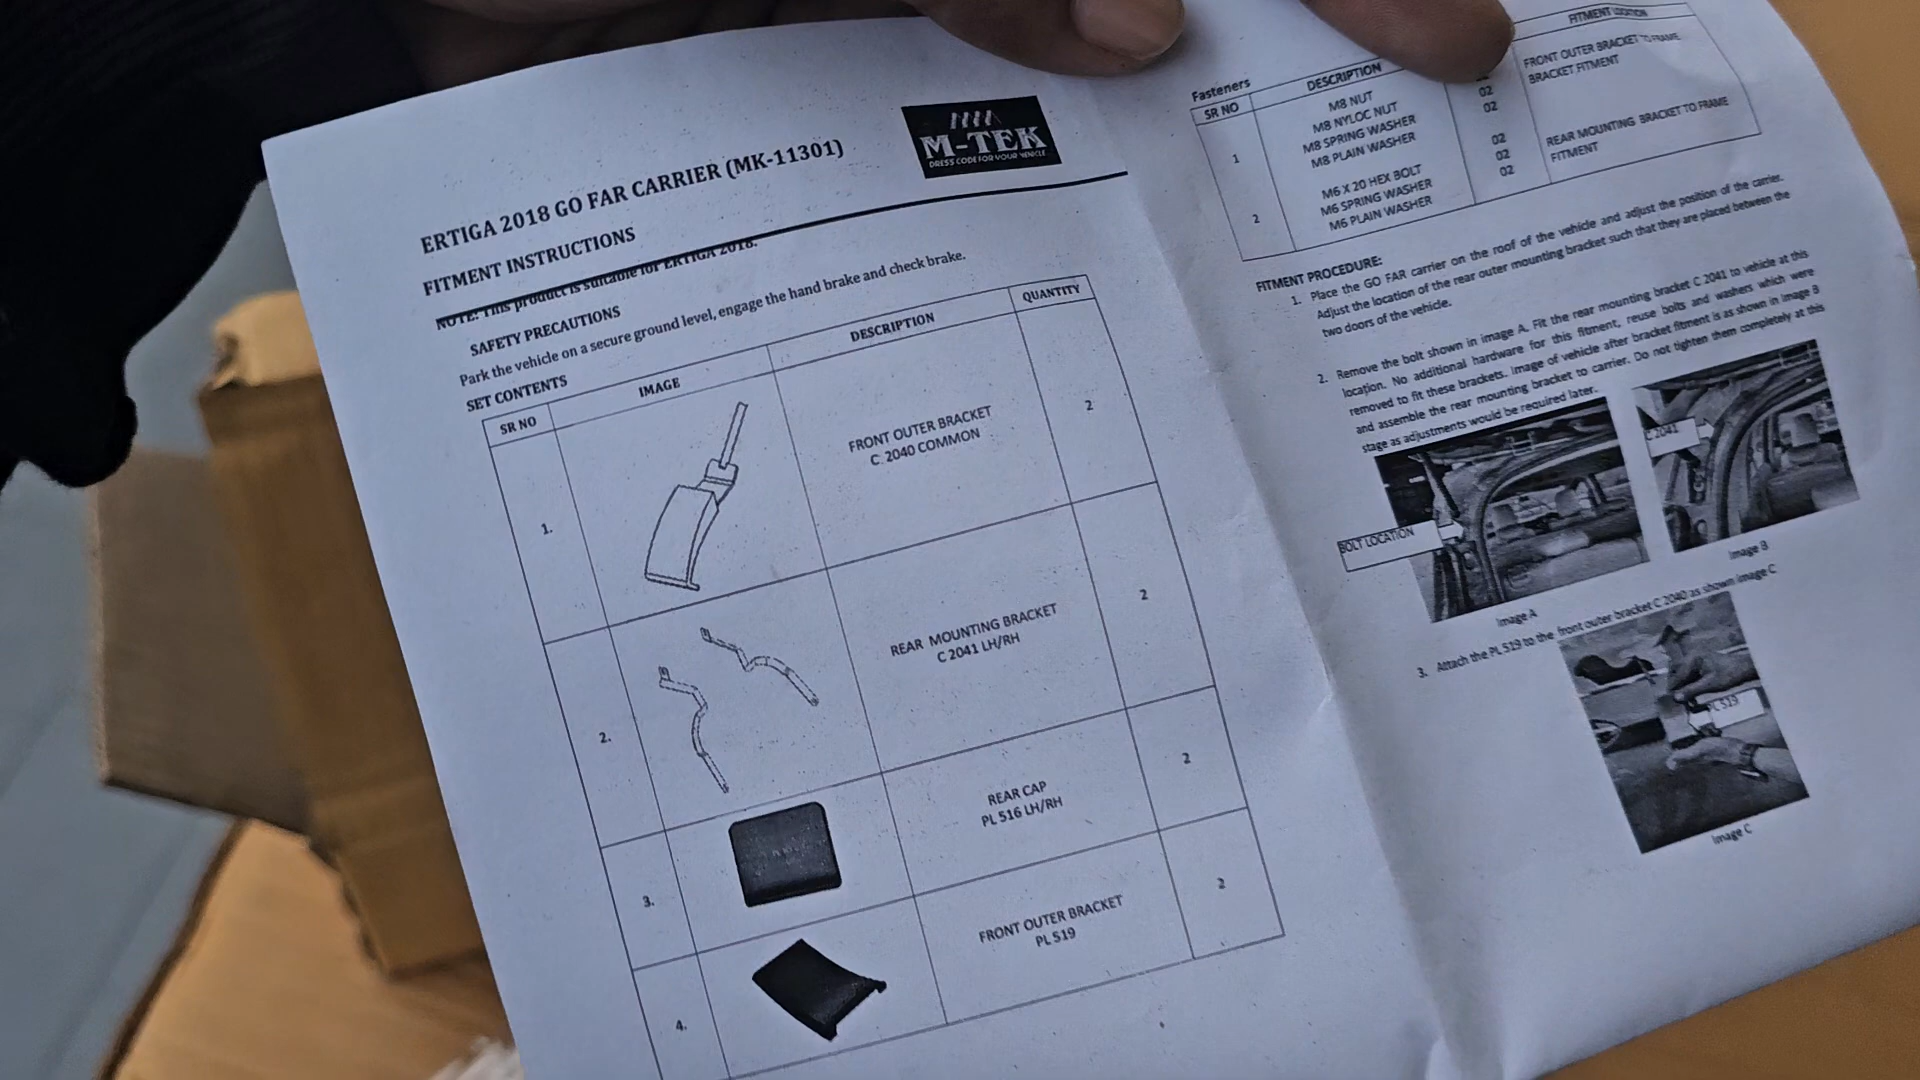 M-TEK
DRESS CODE FOR YOUR VEHICLE
ERTIGA 2018 GO FAR CARRIER (MK-11301)
FITMENT INSTRUCTIONS
NOTE: This product is suitable for ERTIGA 2018.
SAFETY PRECAUTIONS
Park the vehicle on a secure ground level, engage the hand brake and check brake.
SET CONTENTS
SR NO IMAGE DESCRIPTION QUANTITY
1. FRONT OUTER BRACKET 2
C 2040 COMMON
2. REAR MOUNTING BRACKET 2
C 2041 LH/RH
3. REAR CAP 2
PL 516 LH/RH
4. FRONT OUTER BRACKET 2
PL 519
Fasteners
SR NO DESCRIPTION FITMENT LOCATION
1
M8 NUT
M8 NYLOC NUT 02
M8 SPRING WASHER 02
M8 PLAIN WASHER
FRONT OUTER BRACKET TO FRAME
BRACKET FITMENT
2
M6 X 20 HEX BOLT 02
M6 SPRING WASHER 02
M6 PLAIN WASHER 02
REAR MOUNTING BRACKET TO FRAME
FITMENT
FITMENT PROCEDURE:
1. Place the GO FAR carrier on the roof of the vehicle and adjust the position of the carrier.
Adjust the location of the rear outer mounting bracket such that they are placed between the
two doors of the vehicle.
2. Remove the bolt shown in image A. Fit the rear mounting bracket C 2041 to vehicle at this
location. No additional hardware for this fitment, reuse bolts and washers which were
removed to fit these brackets. Image of vehicle after bracket fitment is as shown in Image B
and assemble the rear mounting bracket to carrier. Do not tighten them completely at this
stage as adjustments would be required later.
BOLT LOCATION
C 2041
Image A
Image B
3. Attach the PL 519 to the front outer bracket C 2040 as shown image C
PL 519
Image C